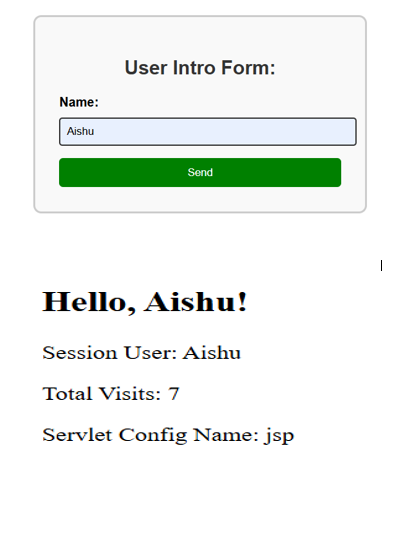 User Intro Form:
Name:
Aishu
Send
Hello, Aishu!
Session User: Aishu
Total Visits: 7
Servlet Config Name: jsp